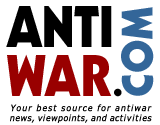 ANTI
WAR.COM
Your best source for antiwar
news, viewpoints, and activities